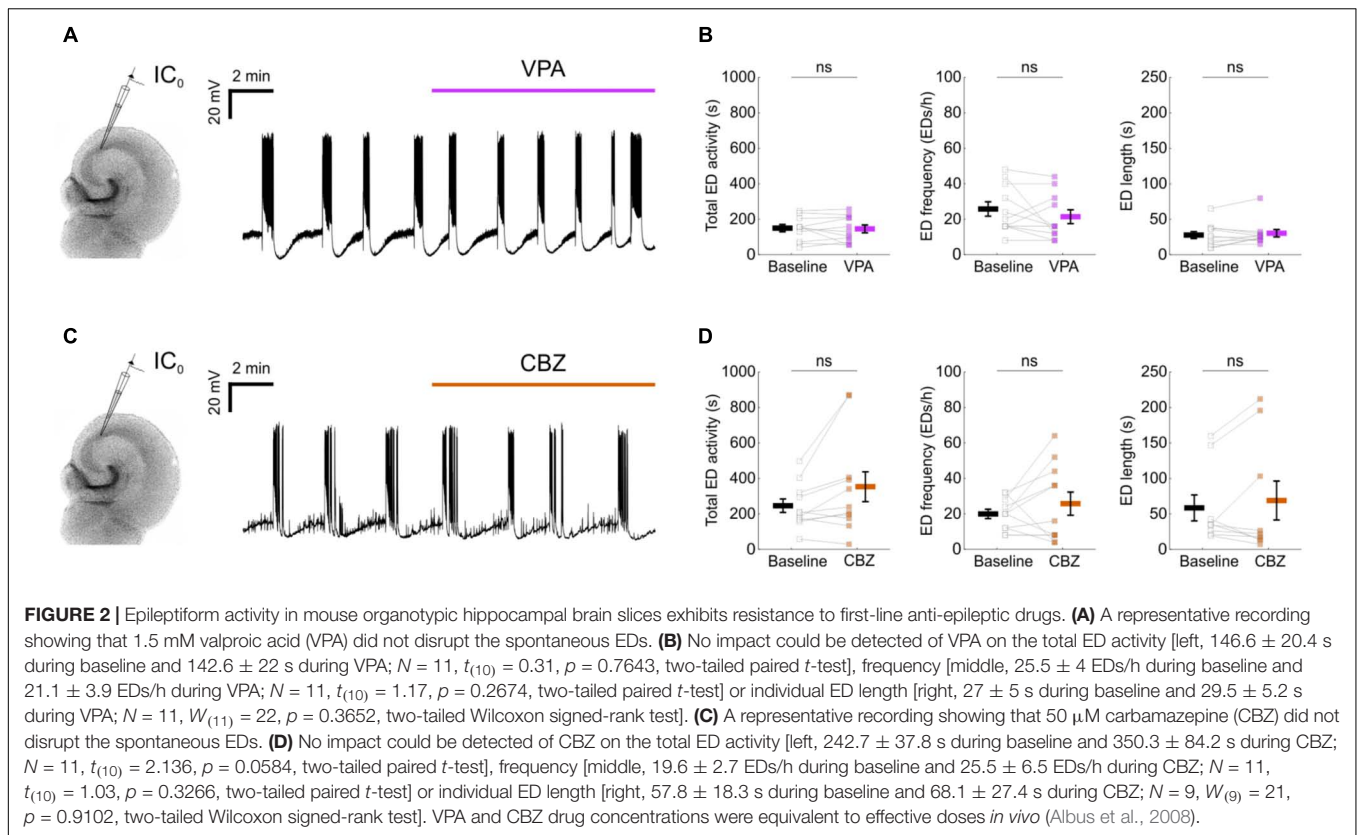 A
IC0
2 min
20 mV
VPA
B
ns
Total ED activity (s)
1000
800
600
400
200
0
Baseline VPA
ns
ED frequency (EDs/h)
100
80
60
40
20
0
Baseline VPA
ns
ED length (s)
250
200
150
100
50
0
Baseline VPA
C
IC0
2 min
20 mV
CBZ
D
ns
Total ED activity (s)
1000
800
600
400
200
0
Baseline CBZ
ns
ED frequency (EDs/h)
100
80
60
40
20
0
Baseline CBZ
ns
ED length (s)
250
200
150
100
50
0
Baseline CBZ
FIGURE 2 | Epileptiform activity in mouse organotypic hippocampal brain slices exhibits resistance to first-line anti-epileptic drugs. (A) A representative recording
showing that 1.5 mM valproic acid (VPA) did not disrupt the spontaneous EDs. (B) No impact could be detected of VPA on the total ED activity [left, 146.6 ± 20.4 s
during baseline and 142.6 ± 22 s during VPA; N = 11, t(10) = 0.31, p = 0.7643, two-tailed paired t-test], frequency [middle, 25.5 ± 4 EDs/h during baseline and
21.1 ± 3.9 EDs/h during VPA; N = 11, t(10) = 1.17, p = 0.2674, two-tailed paired t-test] or individual ED length [right, 27 ± 5 s during baseline and 29.5 ± 5.2 s
during VPA; N = 11, W(11) = 22, p = 0.3652, two-tailed Wilcoxon signed-rank test]. (C) A representative recording showing that 50 μM carbamazepine (CBZ) did not
disrupt the spontaneous EDs. (D) No impact could be detected of CBZ on the total ED activity [left, 242.7 ± 37.8 s during baseline and 350.3 ± 84.2 s during CBZ;
N = 11, t(10) = 2.136, p = 0.0584, two-tailed paired t-test], frequency [middle, 19.6 ± 2.7 EDs/h during baseline and 25.5 ± 6.5 EDs/h during CBZ; N = 11,
t(10) = 1.03, p = 0.3266, two-tailed paired t-test] or individual ED length [right, 57.8 ± 18.3 s during baseline and 68.1 ± 27.4 s during CBZ; N = 9, W(9) = 21,
p = 0.9102, two-tailed Wilcoxon signed-rank test]. VPA and CBZ drug concentrations were equivalent to effective doses in vivo (Albus et al., 2008).